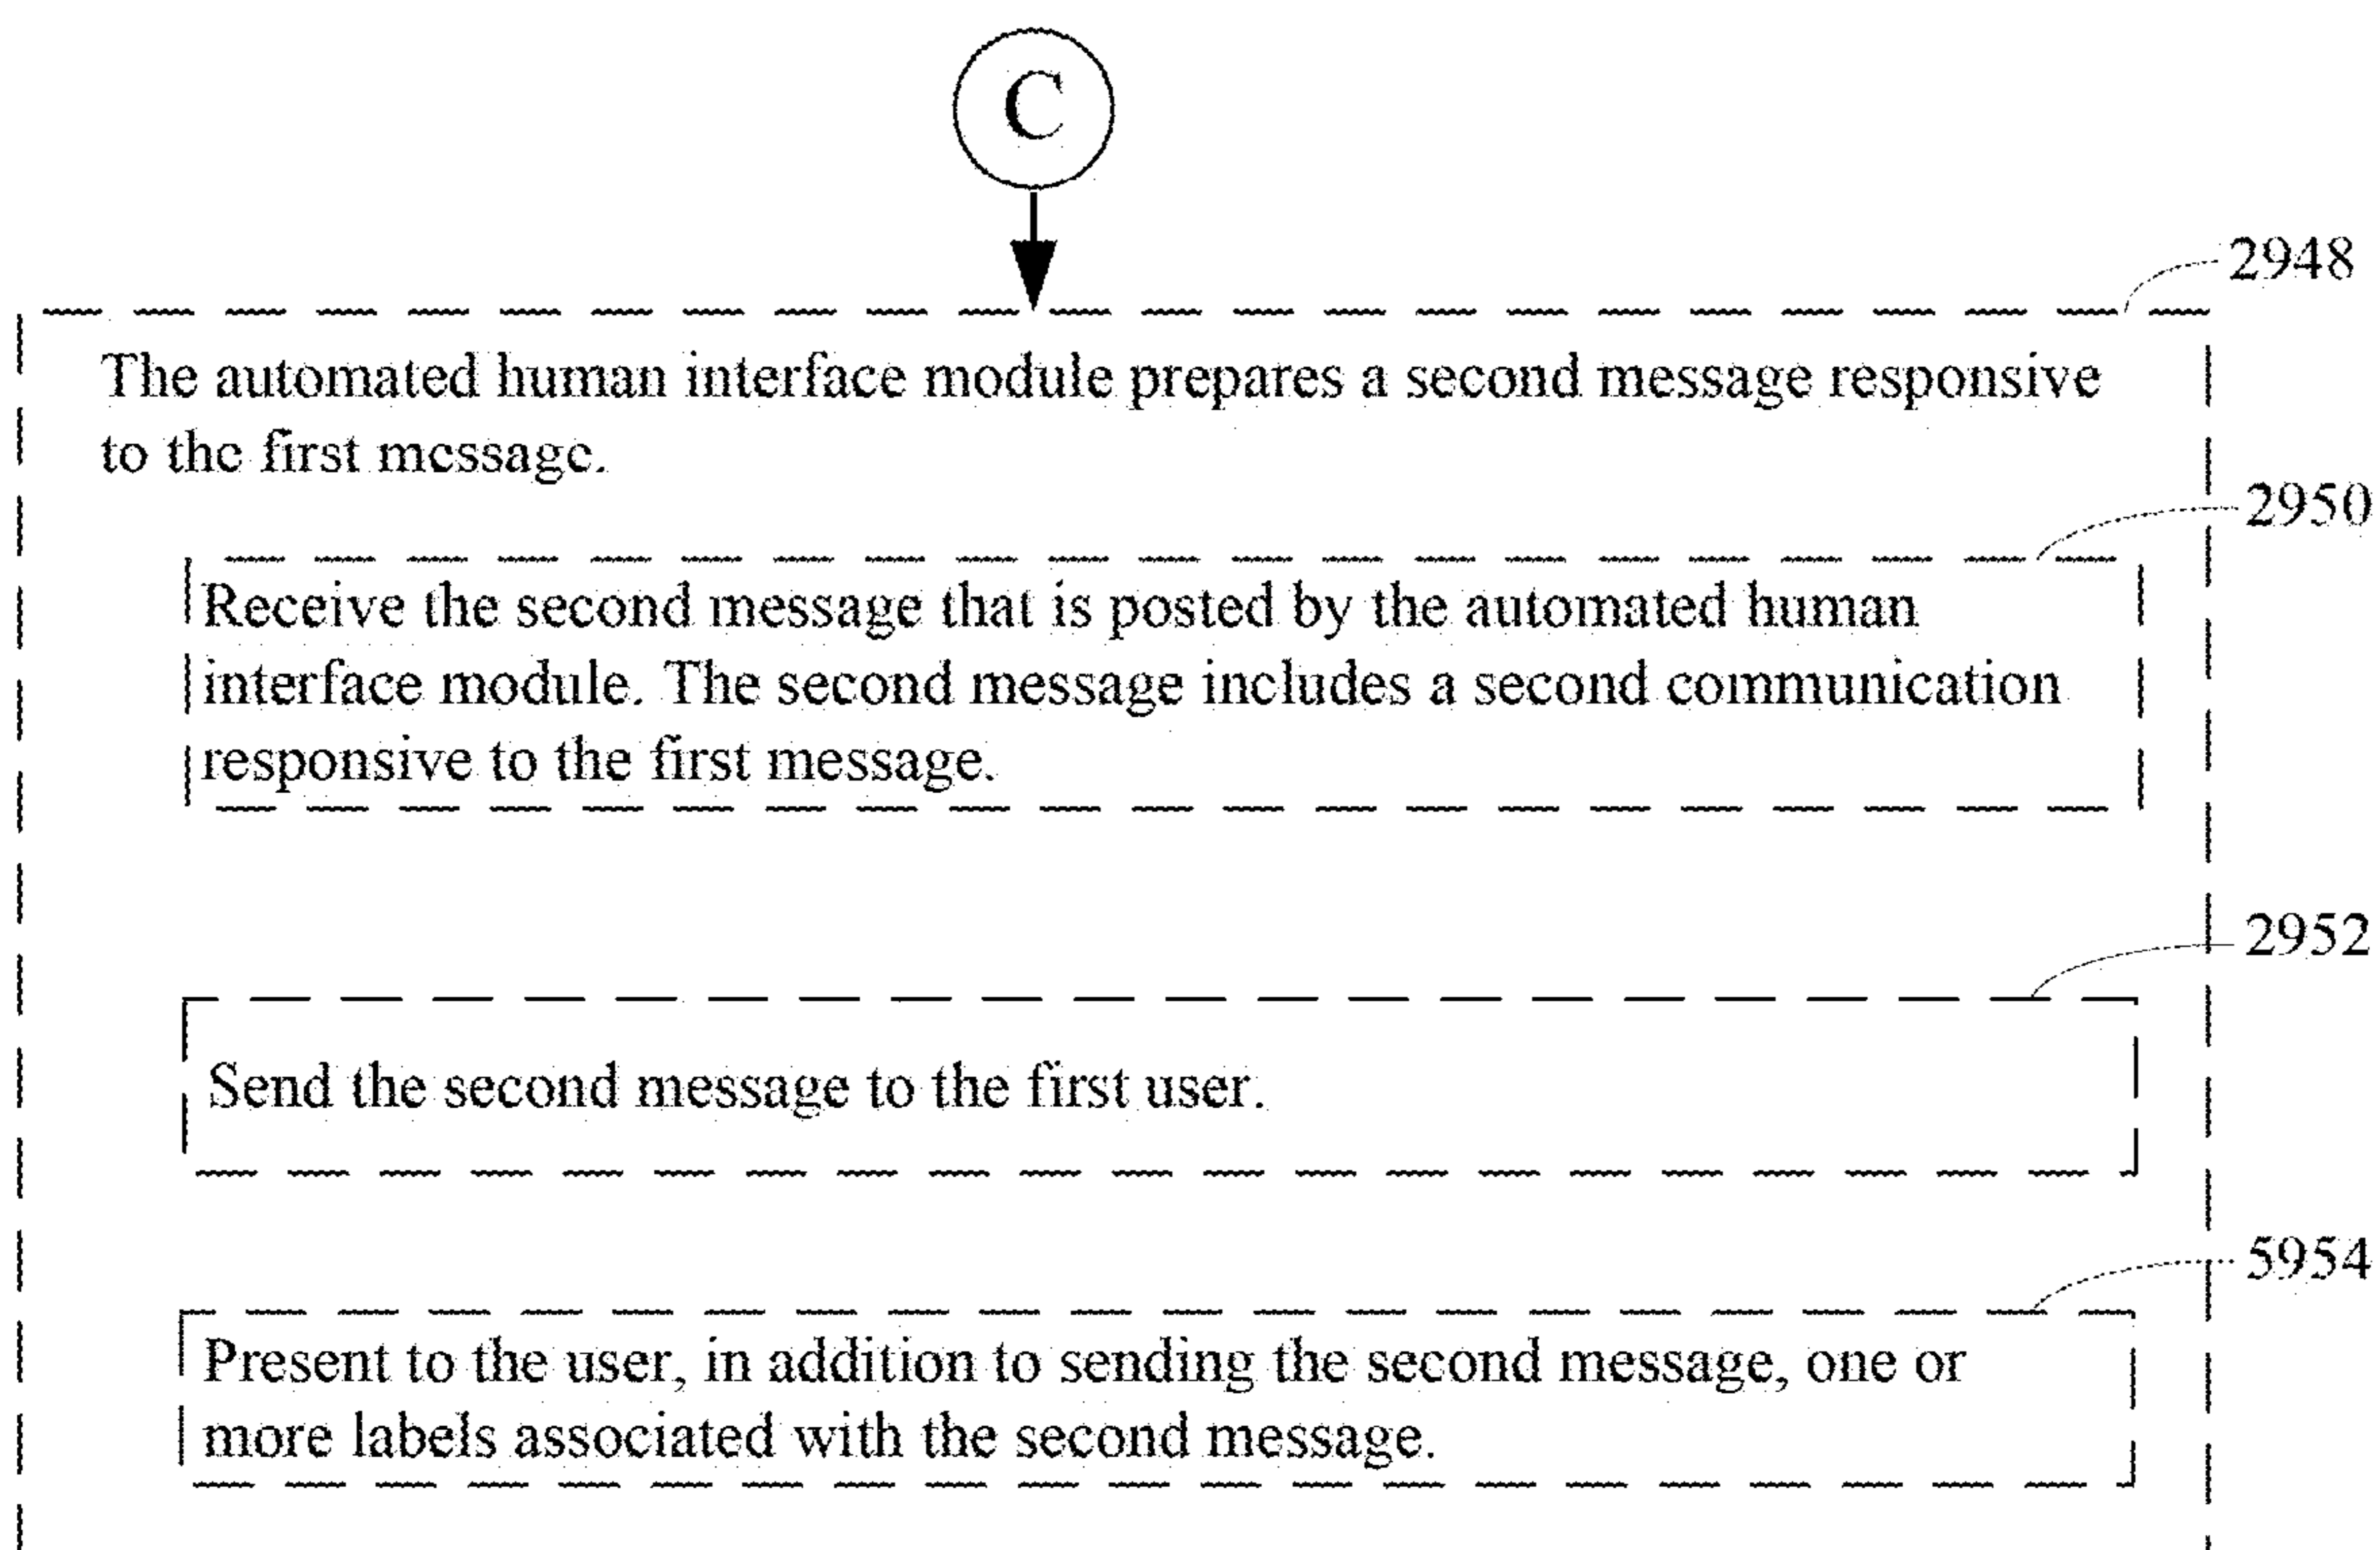 C
2948
The automated human interface module prepares a second message responsive
to the first message.
2950
Receive the second message that is posted by the automated human
interface module. The second message includes a second communication
responsive to the first message.
2952
Send the second message to the first user.
5954
Present to the user, in addition to sending the second message, one or
more labels associated with the second message.